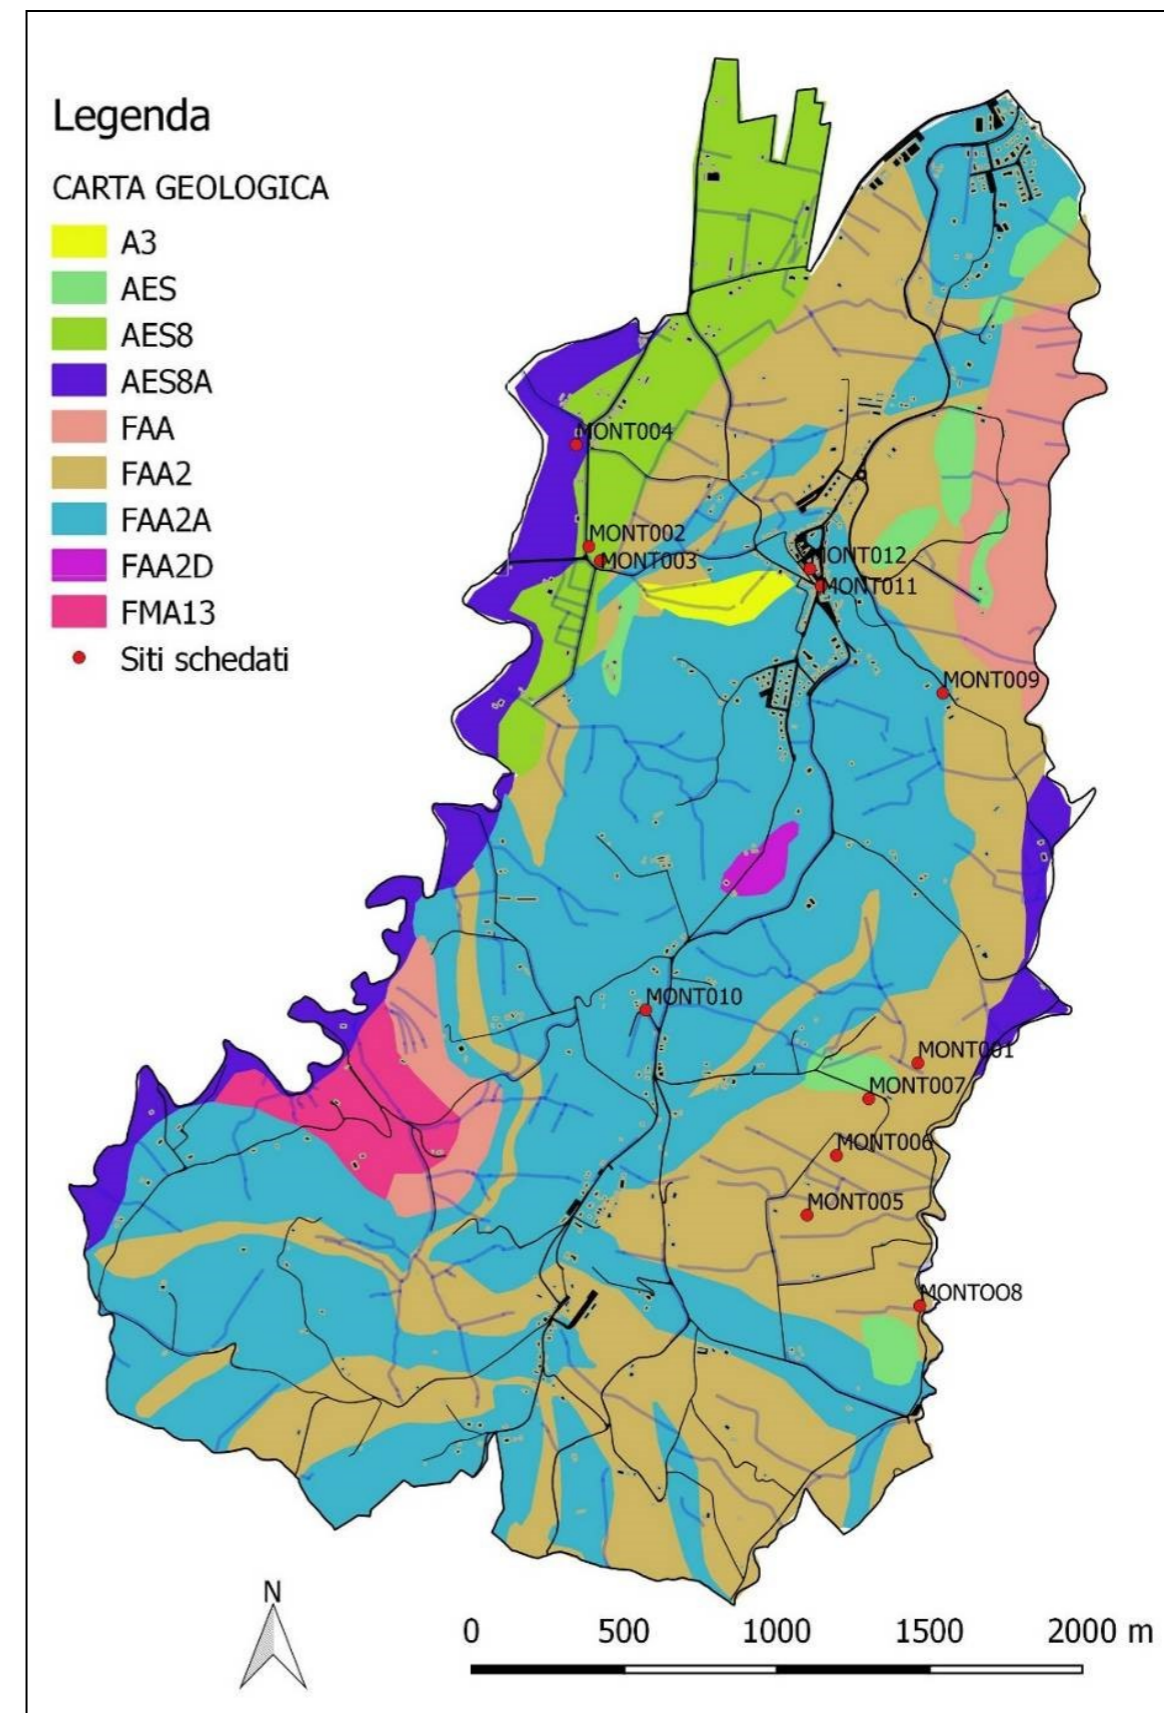 Legenda
CARTA GEOLOGICA
A3
AES
AES8
AES8A
FAA
FAA2
FAA2A
FAA2D
FMA13
Siti schedati
MONT004
MONT002
MONT003
MONT012
MONT011
MONT009
MONT010
MONT001
MONT007
MONT006
MONT005
MONTOO8
N
0 500 1000 1500 2000 m